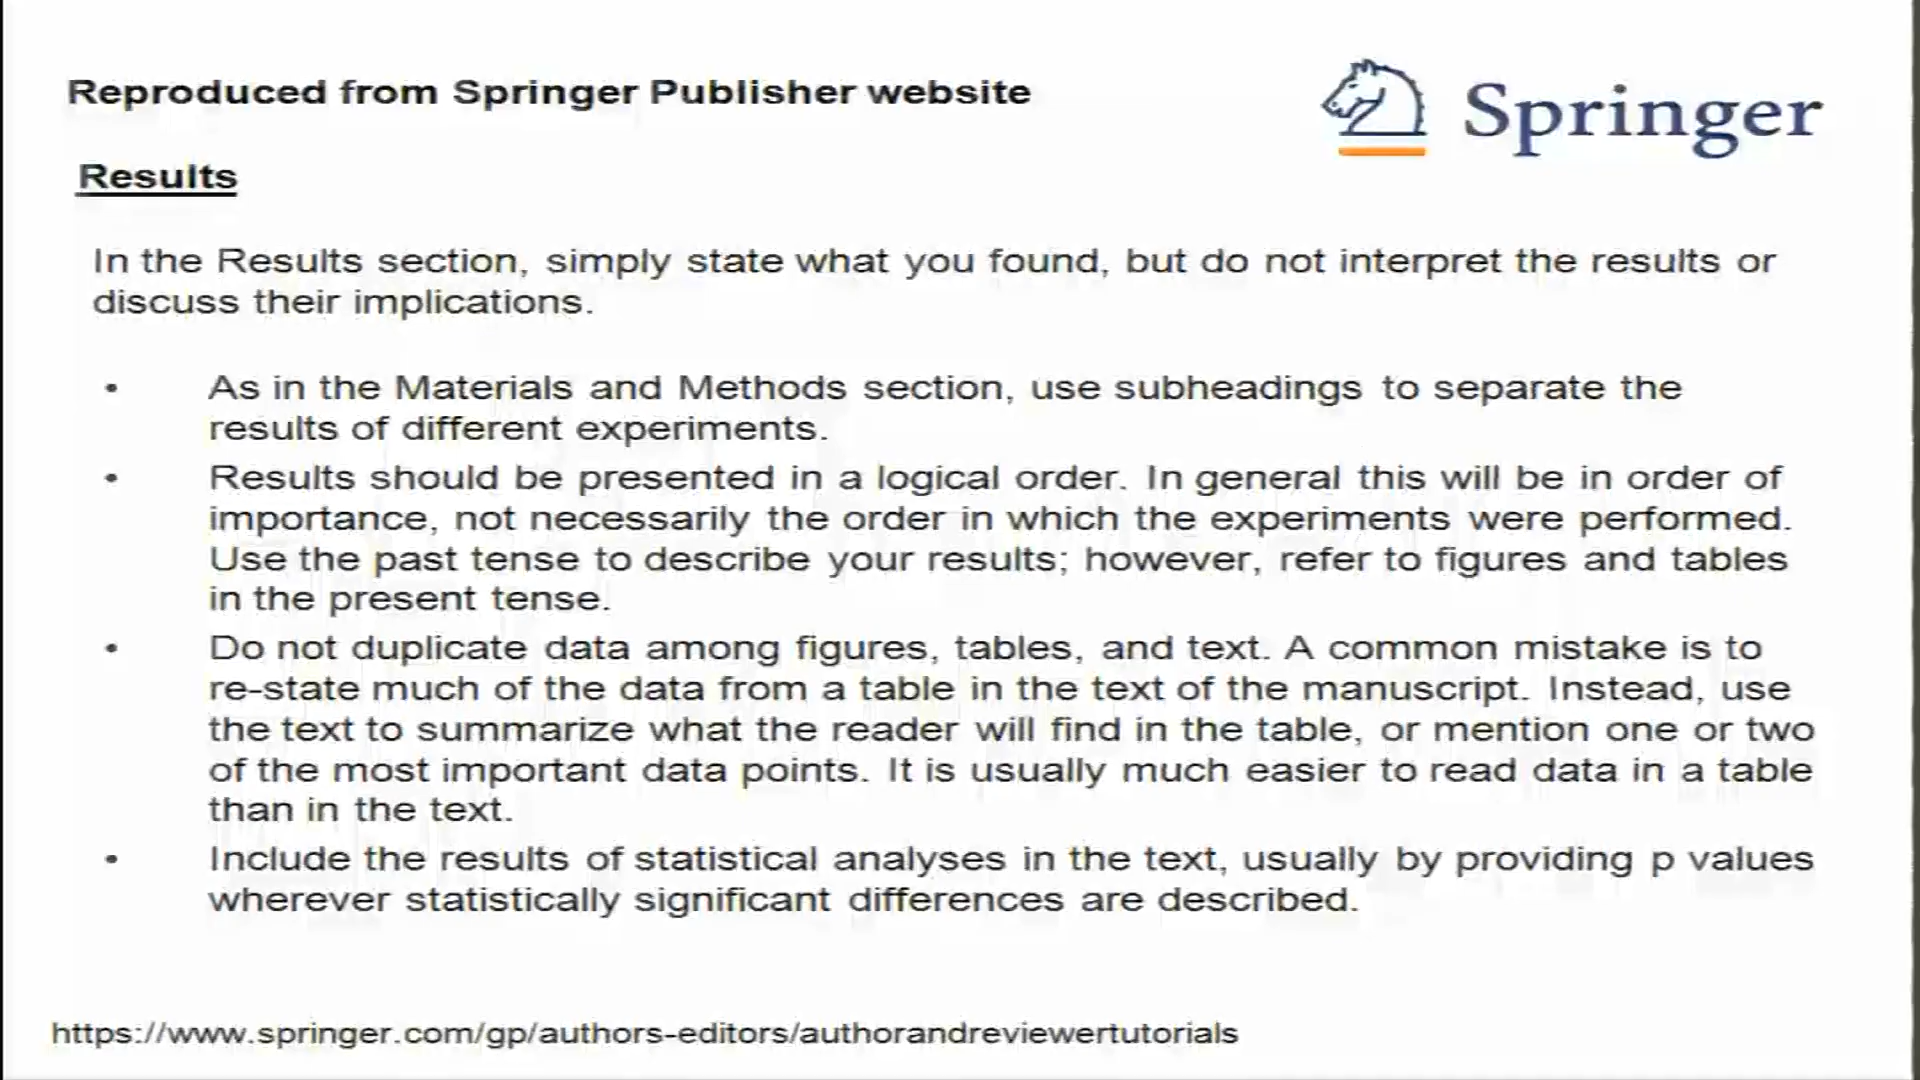 Reproduced from Springer Publisher website
Springer
Results
In the Results section, simply state what you found, but do not interpret the results or
discuss their implications.
• As in the Materials and Methods section, use subheadings to separate the
results of different experiments.
• Results should be presented in a logical order. In general this will be in order of
importance, not necessarily the order in which the experiments were performed.
Use the past tense to describe your results; however, refer to figures and tables
in the present tense.
• Do not duplicate data among figures, tables, and text. A common mistake is to
re-state much of the data from a table in the text of the manuscript. Instead, use
the text to summarize what the reader will find in the table, or mention one or two
of the most important data points. It is usually much easier to read data in a table
than in the text.
• Include the results of statistical analyses in the text, usually by providing p values
wherever statistically significant differences are described.
https://www.springer.com/gp/authors-editors/authorandreviewertutorials